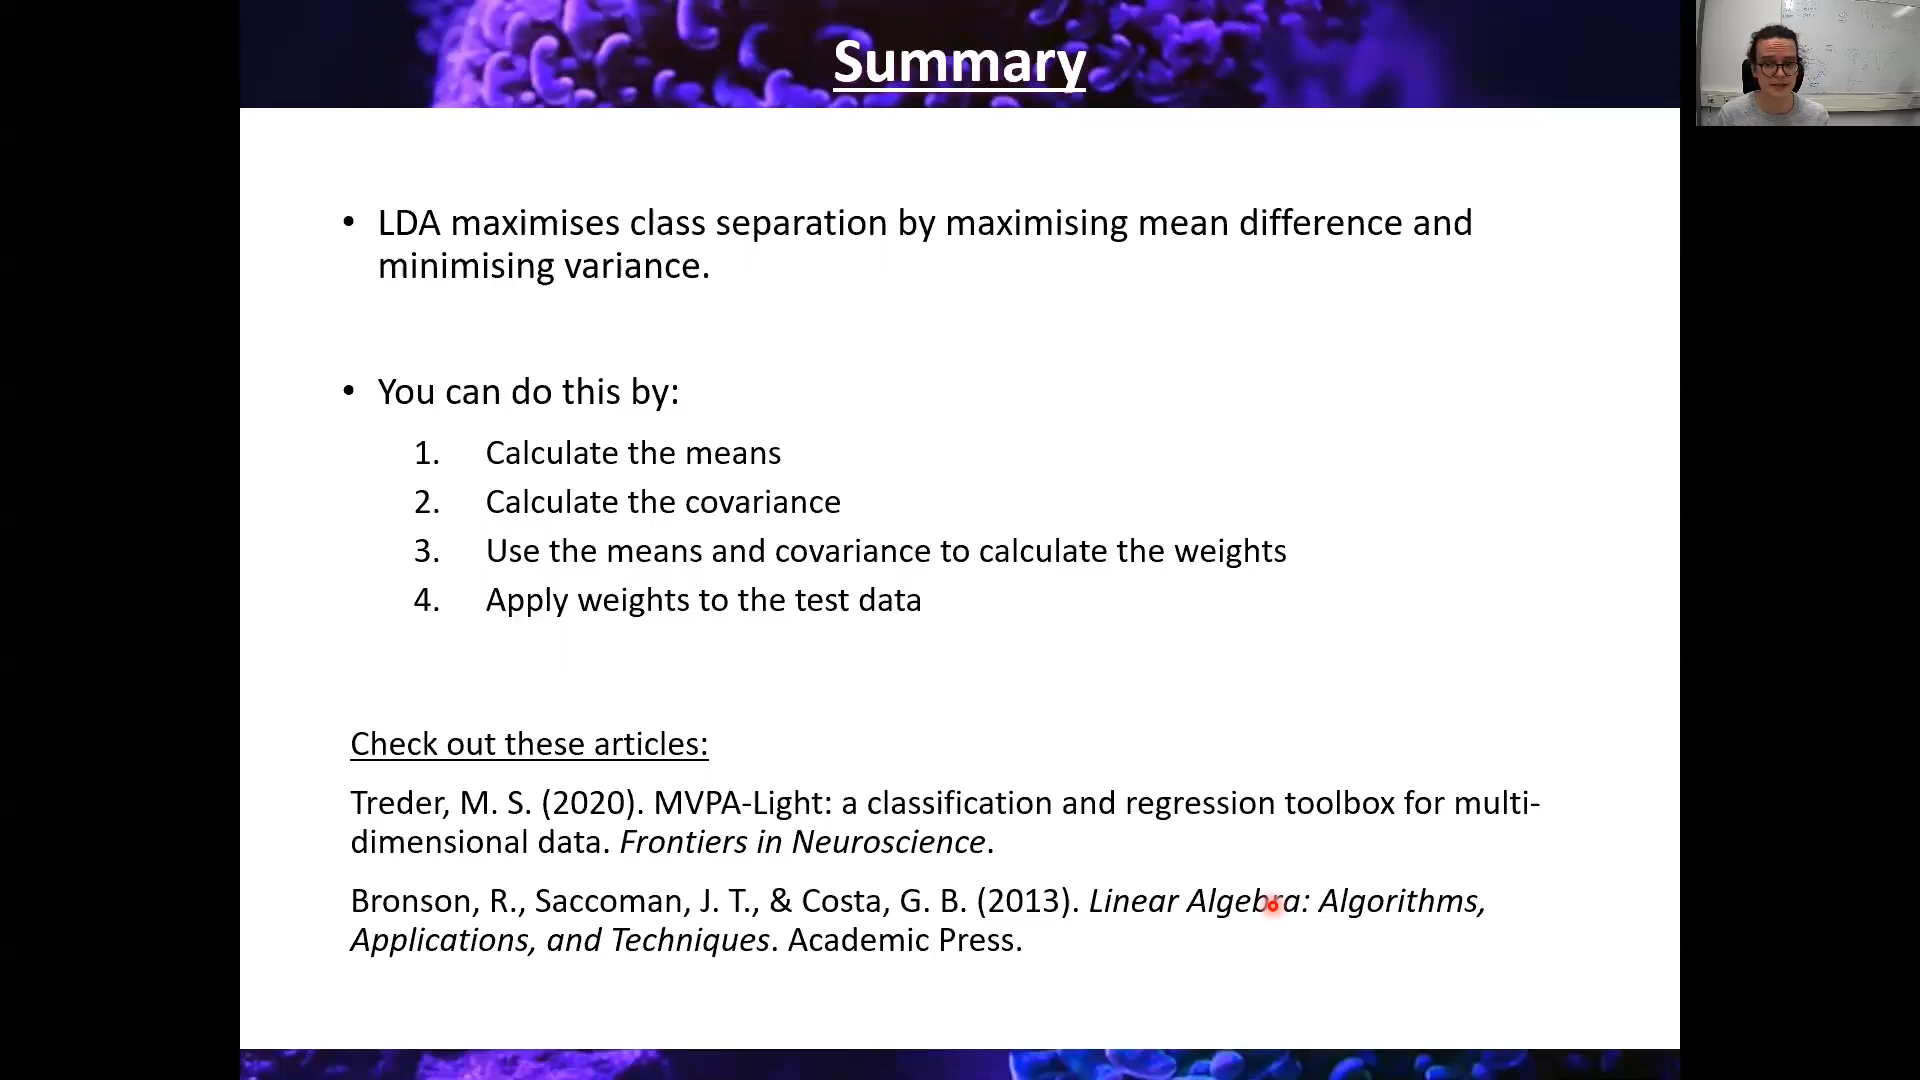 Summary
• LDA maximises class separation by maximising mean difference and
minimising variance.
• You can do this by:
1. Calculate the means
2. Calculate the covariance
3. Use the means and covariance to calculate the weights
4. Apply weights to the test data
Check out these articles:
Treder, M. S. (2020). MVPA-Light: a classification and regression toolbox for multi-
dimensional data. Frontiers in Neuroscience.
Bronson, R., Saccoman, J. T., & Costa, G. B. (2013). Linear Algebra: Algorithms,
Applications, and Techniques. Academic Press.